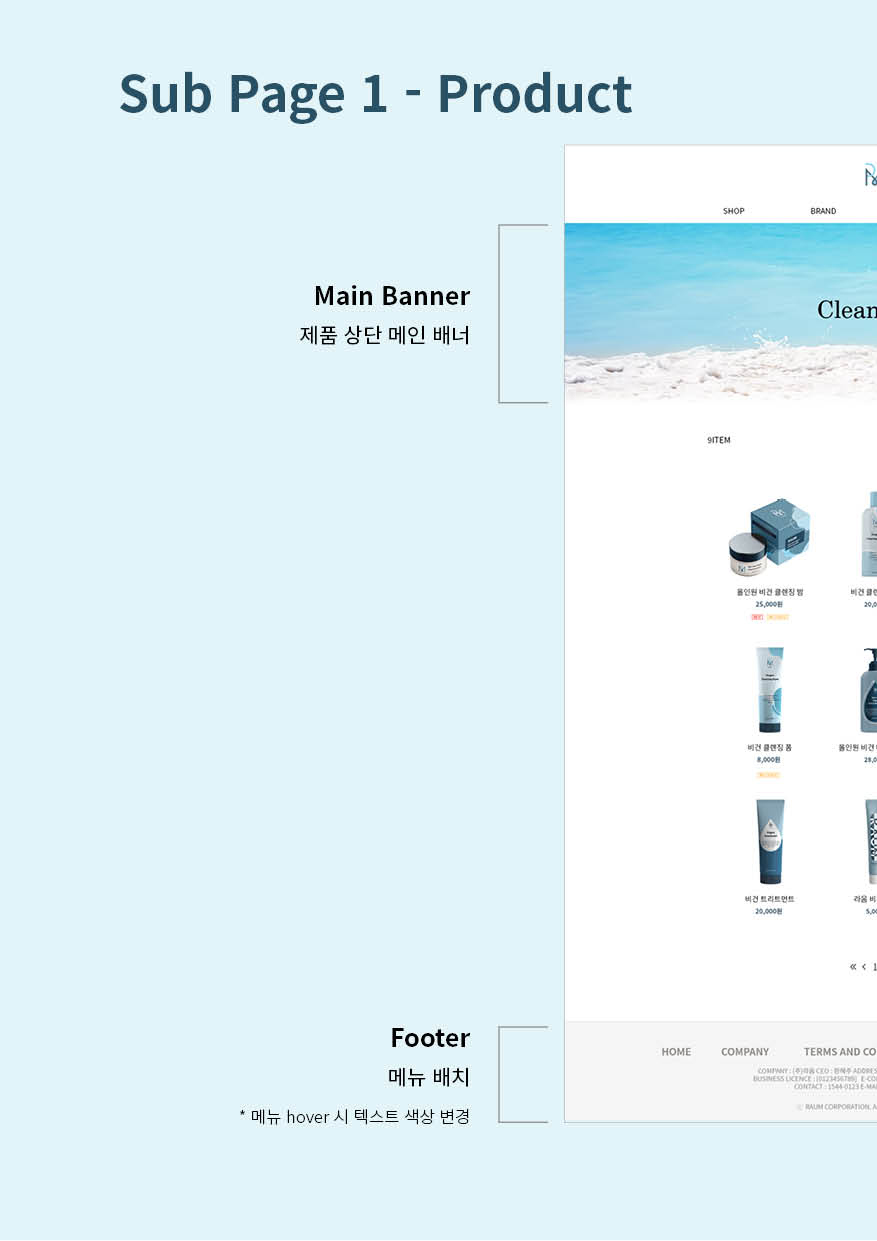 Sub Page 1 - Product
SHOP
BRAND
Main Banner
제품 상단 메인 배너
Clean
9ITEM
올인원 비건 클렌징 밤
비건 클렌
25,000원
20,0
비건 클렌징 폼
올인원 비건
8,000원
28,0
비건 트리트먼트
라움 비
20,000원
5,00
« ‹ 1
Footer
메뉴 배치
* 메뉴 hover 시 텍스트 색상 변경
HOME
COMPANY
TERMS AND CO
COMPANY : (주)라움 CEO : 한혜주 ADDRES
BUSINESS LICENCE : [0123456789] E-CO
CONTACT : 1544-0123 E-MA
ⓒ RAUM CORPORATION. A